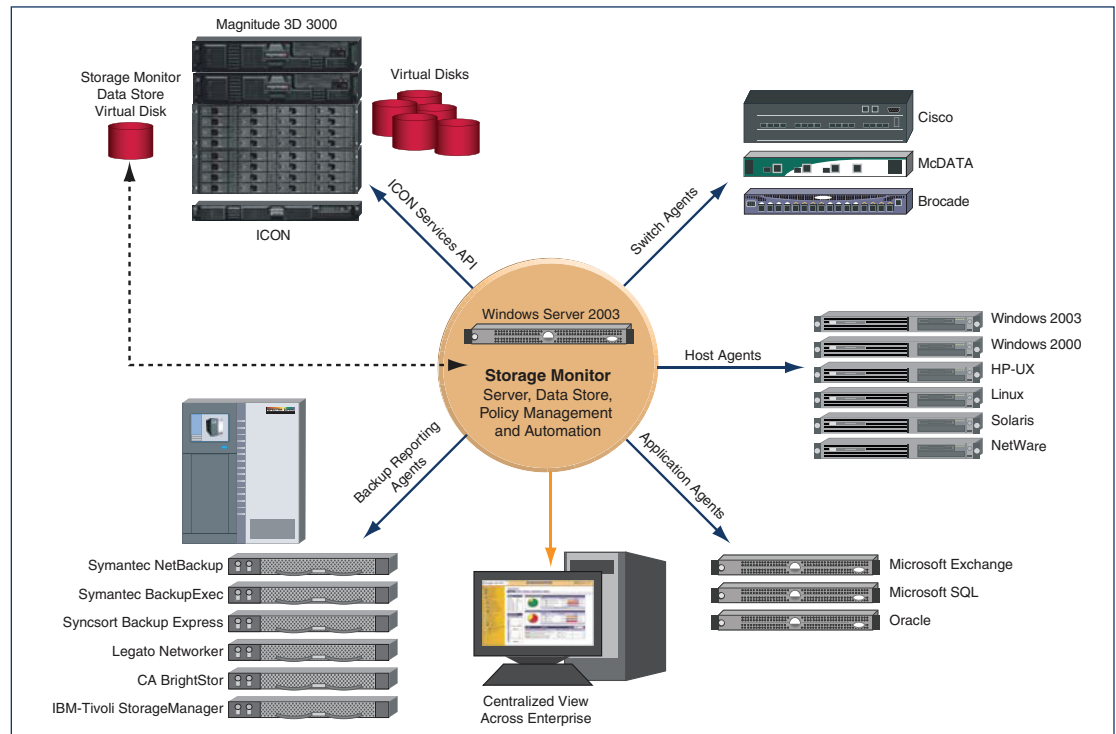 Magnitude 3D 3000
Storage Monitor
Data Store
Virtual Disk
Virtual Disks
ICON
ICON Services API
Switch Agents
Cisco
McDATA
Brocade
Windows Server 2003
Storage Monitor
Server, Data Store,
Policy Management
and Automation
Host Agents
Windows 2003
Windows 2000
HP-UX
Linux
Solaris
NetWare
Backup Reporting
Agents
Application Agents
Symantec NetBackup
Symantec BackupExec
Syncsort Backup Express
Legato Networker
CA BrightStor
IBM-Tivoli StorageManager
Centralized View
Across Enterprise
Microsoft Exchange
Microsoft SQL
Oracle